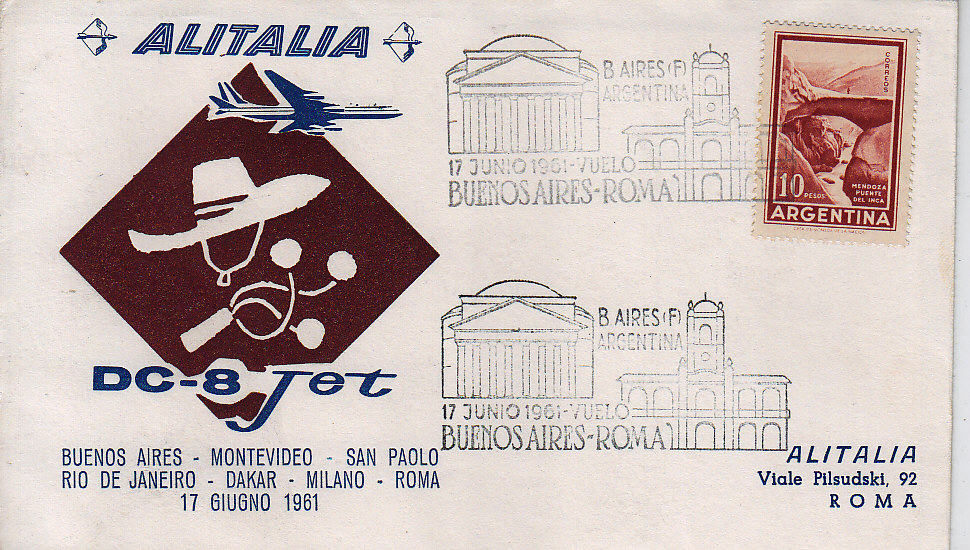 ALITALIA
B AIRES (F)
ARGENTINA
17 JUNIO 1961-VUELO
BUENOS AIRES-ROMA
CORREOS
10 PESOS
MENDOZA
PUENTE
DEL INCA
ARGENTINA
DC-8 Jet
B AIRES (F)
ARGENTINA
17 JUNIO 1961-VUELO
BUENOS AIRES-ROMA
BUENOS AIRES - MONTEVIDEO - SAN PAOLO
RIO DE JANEIRO - DAKAR - MILANO - ROMA
17 GIUGNO 1961
ALITALIA
Viale Pilsudski, 92
ROMA